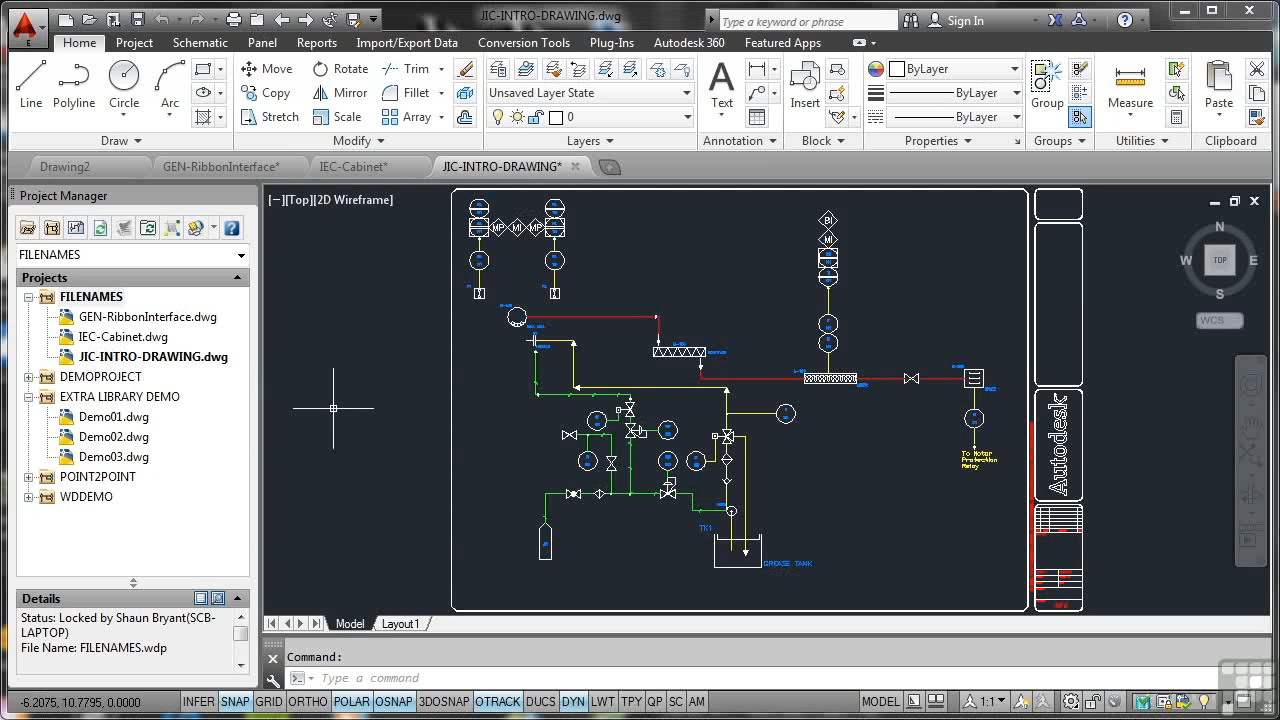 JIC-INTRO-DRAWING.dwg
Type a keyword or phrase
Sign In
E
Home Project Schematic Panel Reports Import/Export Data Conversion Tools Plug-Ins Autodesk 360 Featured Apps
Line Polyline Circle Arc
Move Rotate Trim
Copy Mirror Fillet
Stretch Scale Array
Unsaved Layer State
0
Text Insert
ByLayer
ByLayer
ByLayer
Group Measure Paste
Draw Modify Layers Annotation Block Properties Groups Utilities Clipboard
Drawing2 GEN-RibbonInterface* IEC-Cabinet* JIC-INTRO-DRAWING*
Project Manager
FILENAMES
Projects
FILENAMES
GEN-RibbonInterface.dwg
IEC-Cabinet.dwg
JIC-INTRO-DRAWING.dwg
DEMOPROJECT
EXTRA LIBRARY DEMO
Demo01.dwg
Demo02.dwg
Demo03.dwg
POINT2POINT
WDDEMO
Details
Status: Locked by Shaun Bryant(SCB-
LAPTOP)
File Name: FILENAMES.wdp
[−][Top][2D Wireframe]
MP MI MP
BI
MI
To Motor
Protection
Relay
TK1
GREASE TANK
Autodesk
N
W TOP E
S
WCS
Model Layout1
Command:
Type a command
-6.2075, 10.7795, 0.0000
INFER SNAP GRID ORTHO POLAR OSNAP 3DOSNAP OTRACK DUCS DYN LWT TPY QP SC AM
MODEL
1:1